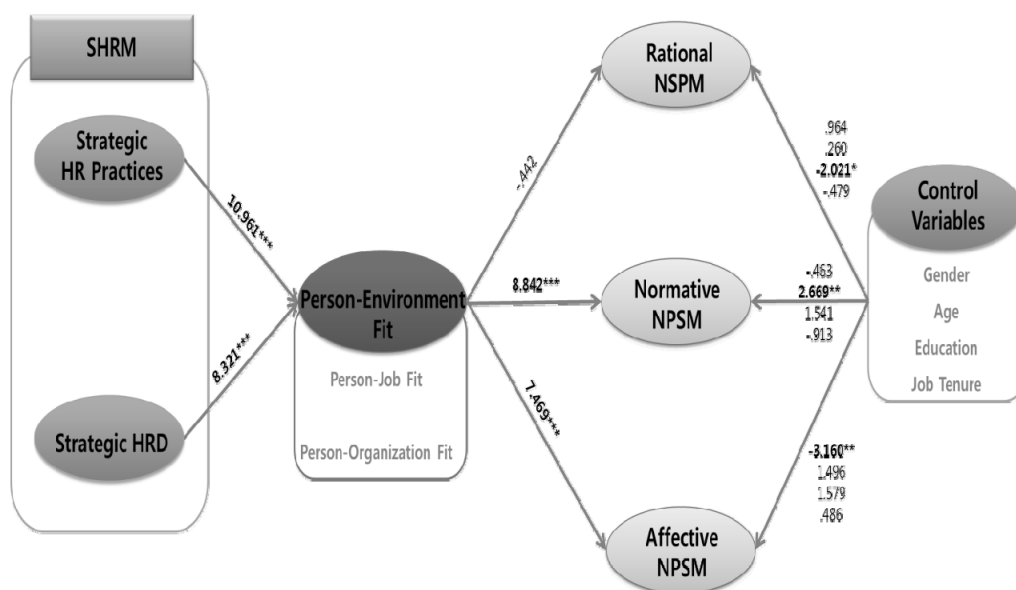 SHRM
Strategic
HR Practices
Strategic HRD
10.961***
8.321***
Person-Environment
Fit
Person-Job Fit
Person-Organization Fit
-.442
8.842***
7.469***
Rational
NSPM
Normative
NPSM
Affective
NPSM
.964
.260
-2.021*
-.479
-.463
2.669**
1.541
-.913
-3.160**
1.496
1.579
.486
Control
Variables
Gender
Age
Education
Job Tenure